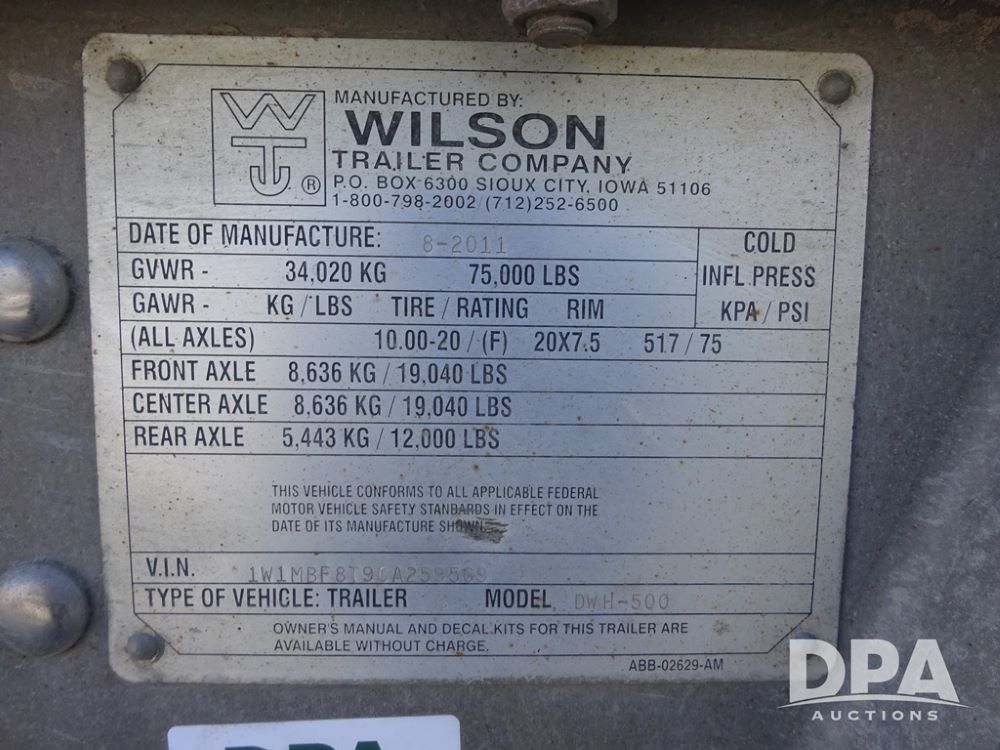 WT ®
MANUFACTURED BY:
WILSON
TRAILER COMPANY
P.O. BOX 6300 SIOUX CITY, IOWA 51106
1-800-798-2002 / (712)252-6500
DATE OF MANUFACTURE: 8-2011
COLD
INFL PRESS
KPA / PSI
GVWR - 34,020 KG 75,000 LBS
GAWR - KG / LBS TIRE / RATING RIM
(ALL AXLES) 10.00-20 / (F) 20X7.5 517 / 75
FRONT AXLE 8,636 KG / 19,040 LBS
CENTER AXLE 8,636 KG / 19,040 LBS
REAR AXLE 5,443 KG / 12,000 LBS
THIS VEHICLE CONFORMS TO ALL APPLICABLE FEDERAL
MOTOR VEHICLE SAFETY STANDARDS IN EFFECT ON THE
DATE OF ITS MANUFACTURE SHOWN
V.I.N.
TYPE OF VEHICLE: TRAILER MODEL DWH-500
OWNER'S MANUAL AND DECAL KITS FOR THIS TRAILER ARE
AVAILABLE WITHOUT CHARGE.
ABB-02629-AM
DPA
AUCTIONS
DPA